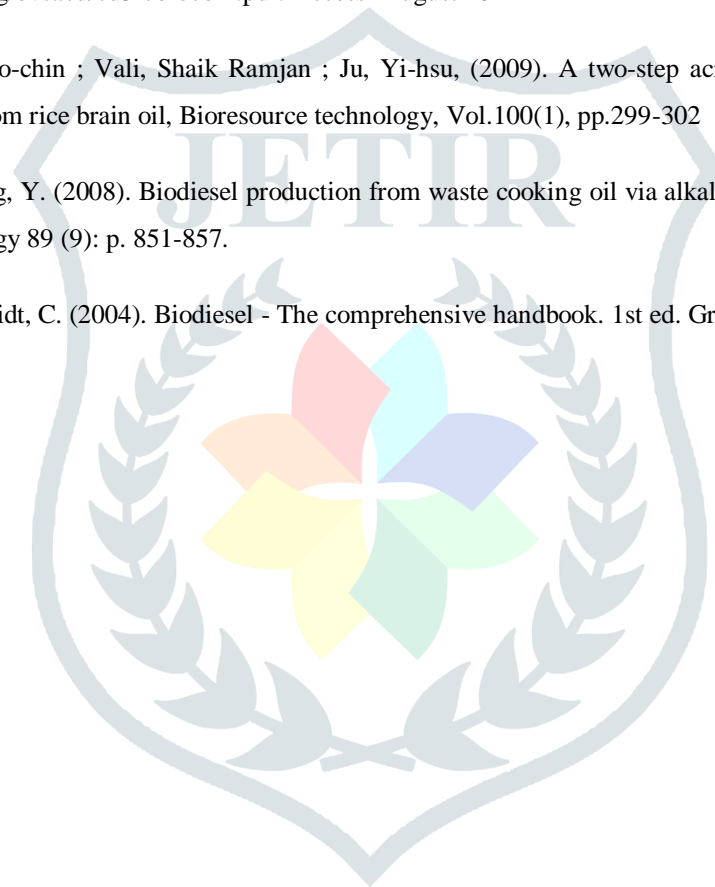 o-chin ; Vali, Shaik Ramjan ; Ju, Yi-hsu, (2009). A two-step aci
om rice brain oil, Bioresource technology, Vol.100(1), pp.299-302
JETIR
g, Y. (2008). Biodiesel production from waste cooking oil via alkal
gy 89 (9): p. 851-857.
idt, C. (2004). Biodiesel - The comprehensive handbook. 1st ed. Gr